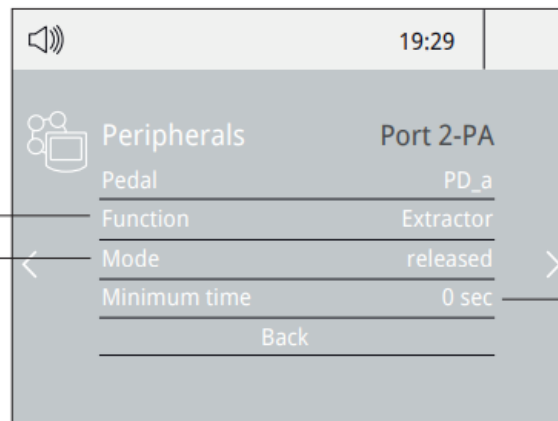 19:29
Peripherals Port 2-PA
Pedal PD_a
Function Extractor
Mode released
Minimum time 0 sec
Back